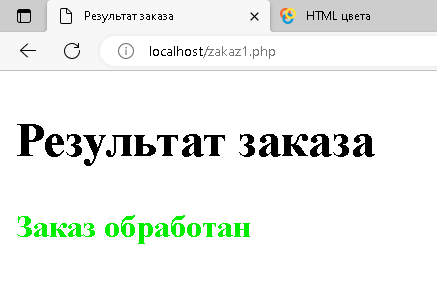 Результат заказа
HTML цвета
localhost/zakaz1.php
Результат заказа
Заказ обработан